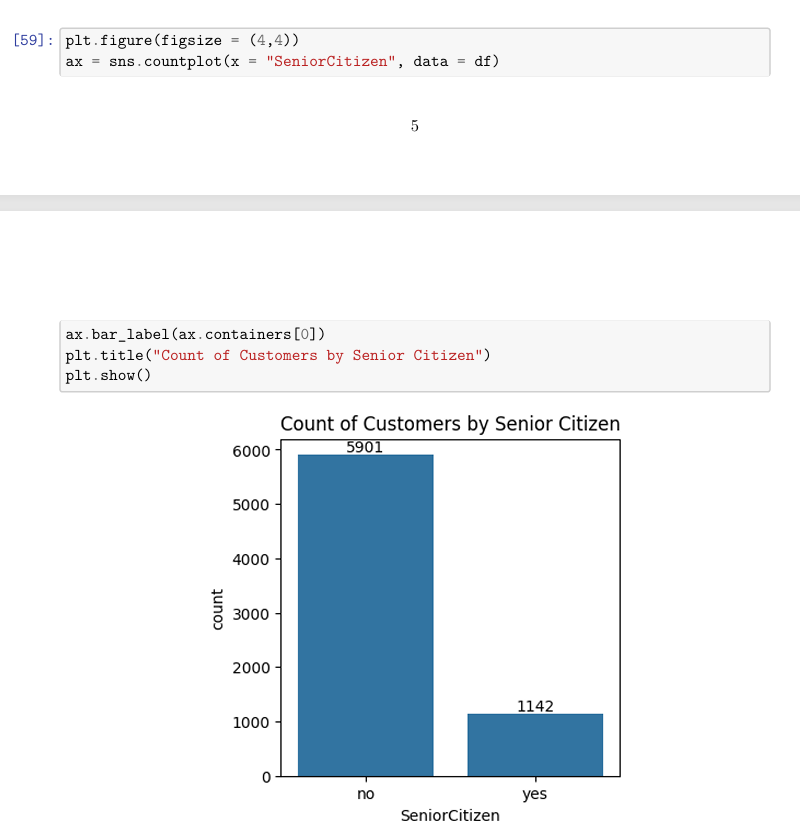 [59]: plt.figure(figsize = (4,4))
ax = sns.countplot(x = "SeniorCitizen", data = df)
5
ax.bar_label(ax.containers[0])
plt.title("Count of Customers by Senior Citizen")
plt.show()
Count of Customers by Senior Citizen
5901
6000
5000
4000
3000
2000
1142
1000
0
count
no yes
SeniorCitizen